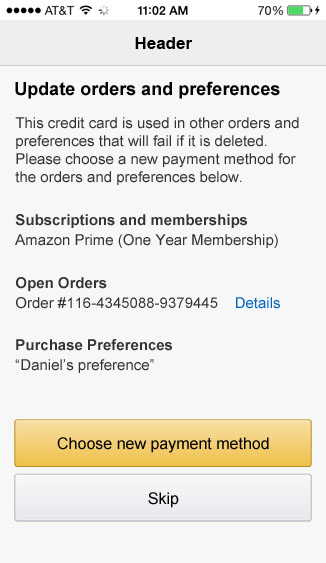 AT&T 11:02 AM 70%
Header
Update orders and preferences
This credit card is used in other orders and
preferences that will fail if it is deleted.
Please choose a new payment method for
the orders and preferences below.
Subscriptions and memberships
Amazon Prime (One Year Membership)
Open Orders
Order #116-4345088-9379445 Details
Purchase Preferences
“Daniel’s preference”
Choose new payment method
Skip